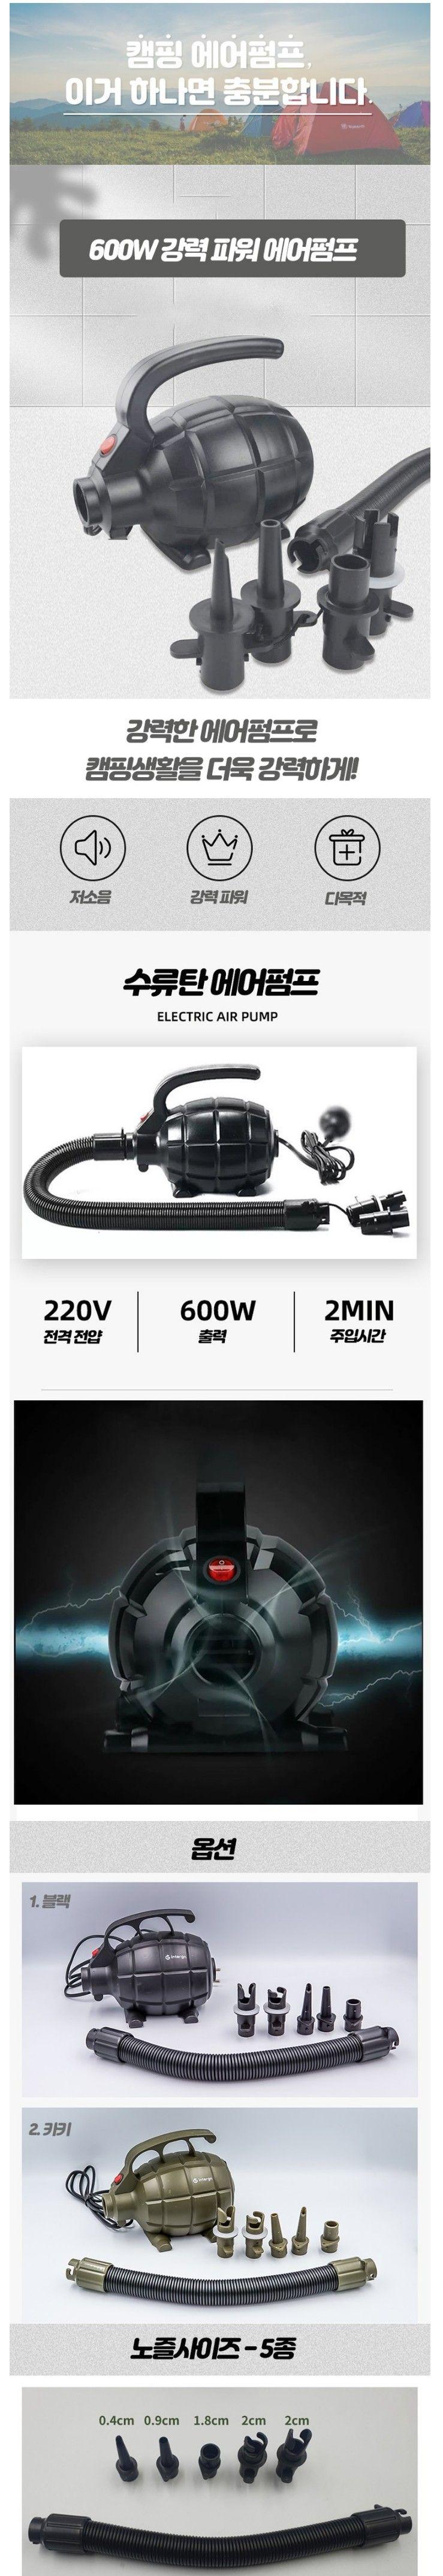 캠핑 에어펌프,
이거 하나면 충분합니다.
600W 강력 파워 에어펌프
강력한 에어펌프로
캠핑생활을 더욱 강력하게!
저소음
강력 파워
다목적
수류탄 에어펌프
ELECTRIC AIR PUMP
220V
전격 전압
600W
출력
2MIN
주입시간
옵션
1. 블랙
2. 카키
노즐사이즈 - 5종
0.4cm 0.9cm 1.8cm 2cm 2cm